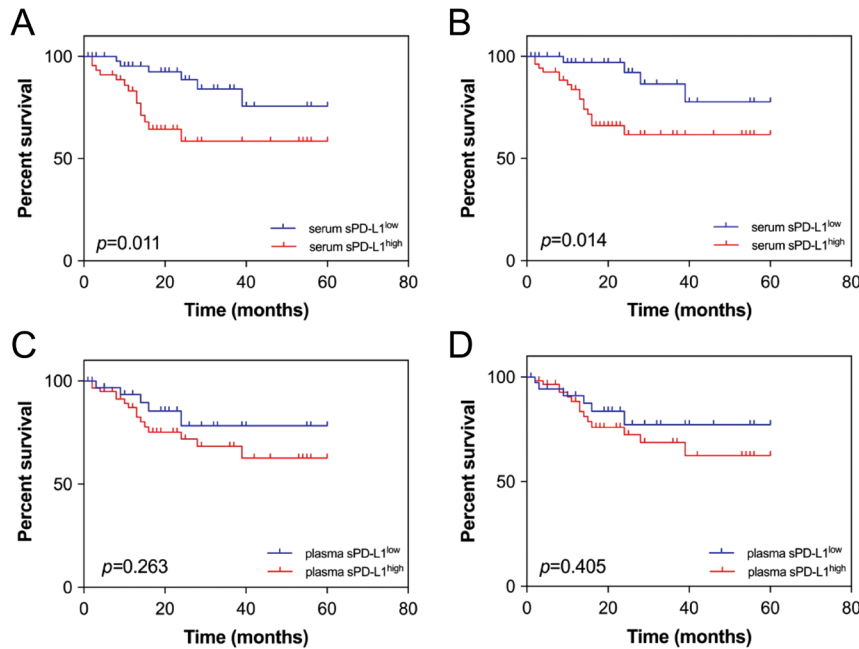 A
Percent survival
100
50
0
serum sPD-L1low
serum sPD-L1high
p=0.011
0 20 40 60 80
Time (months)
B
Percent survival
100
50
0
serum sPD-L1low
serum sPD-L1high
p=0.014
0 20 40 60 80
Time (months)
C
Percent survival
100
50
0
plasma sPD-L1low
plasma sPD-L1high
p=0.263
0 20 40 60 80
Time (months)
D
Percent survival
100
50
0
plasma sPD-L1low
plasma sPD-L1high
p=0.405
0 20 40 60 80
Time (months)